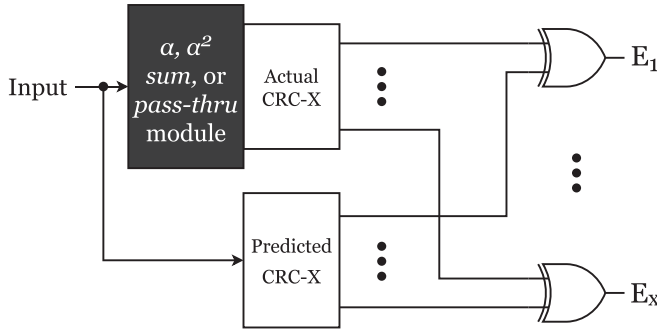 Input
α, α²
sum, or
pass-thru
module
Actual
CRC-X
Predicted
CRC-X
E₁
Eₓ